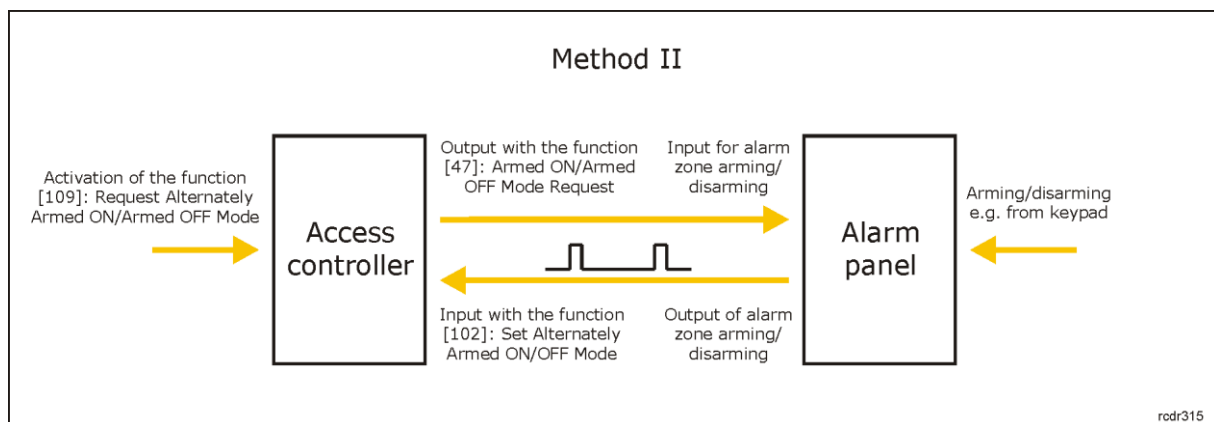 Method II
Activation of the function
[109]: Request Alternately
Armed ON/Armed OFF Mode
Access
controller
Output with the function
[47]: Armed ON/Armed
OFF Mode Request
Input for alarm
zone arming/
disarming
Input with the function
[102]: Set Alternately
Armed ON/OFF Mode
Output of alarm
zone arming/
disarming
Alarm
panel
Arming/disarming
e.g. from keypad
rcdr315